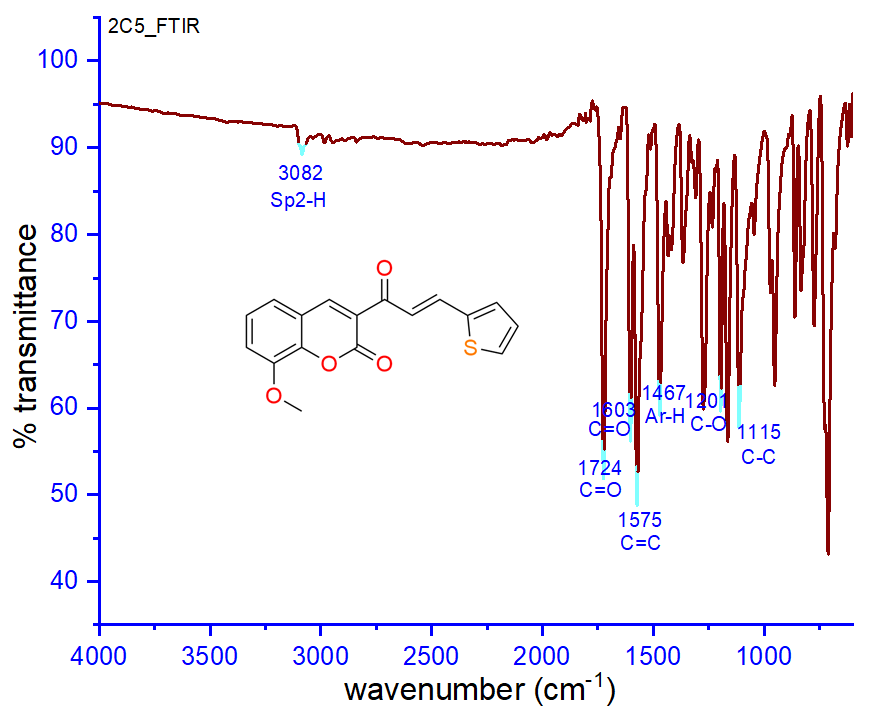 2C5_FTIR
100
90
80
70
60
50
40
% transmittance
3082
Sp2-H
O
O
O
O
S
1603
C=O
1724
C=O
1575
C=C
1467
Ar-H
1201
C-O
1115
C-C
4000 3500 3000 2500 2000 1500 1000
wavenumber (cm⁻¹)